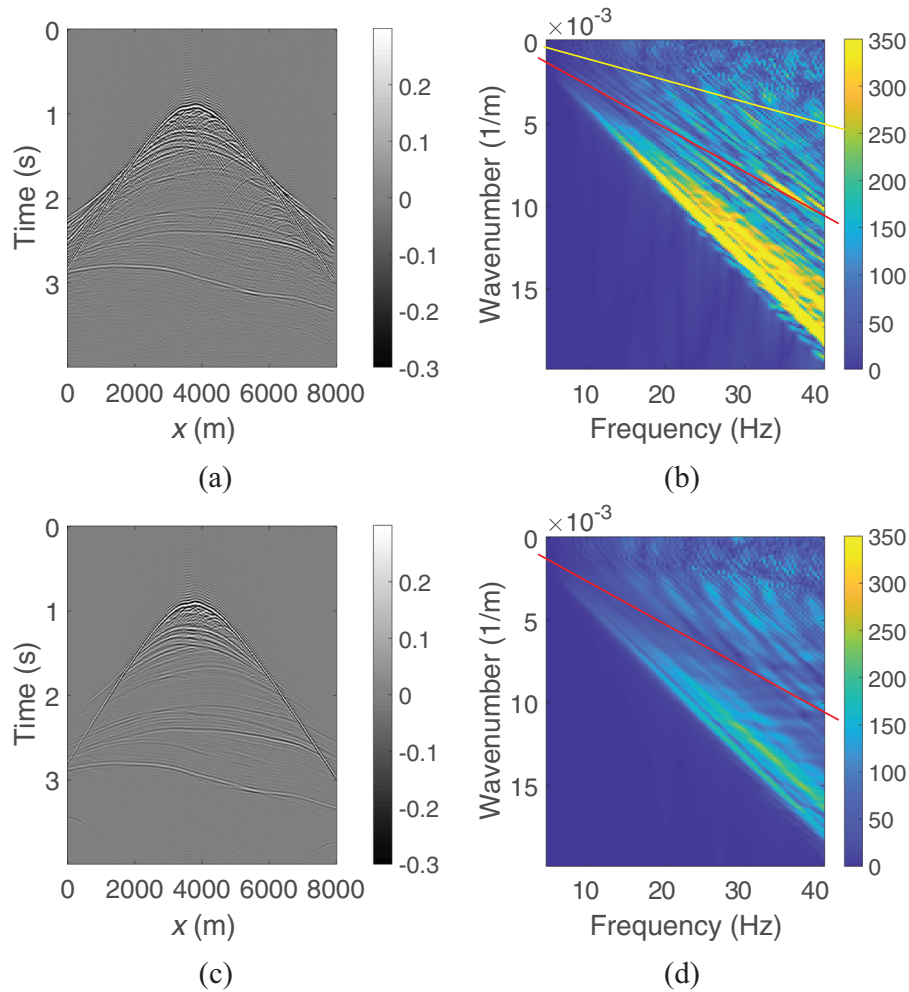 0
1
2
3
Time (s)
0 2000 4000 6000 8000
x (m)
0.2
0.1
0
-0.1
-0.2
-0.3
(a)
×10-3
0
5
10
15
Wavenumber (1/m)
10 20 30 40
Frequency (Hz)
350
300
250
200
150
100
50
0
(b)
0
1
2
3
Time (s)
0 2000 4000 6000 8000
x (m)
0.2
0.1
0
-0.1
-0.2
-0.3
(c)
×10-3
0
5
10
15
Wavenumber (1/m)
10 20 30 40
Frequency (Hz)
350
300
250
200
150
100
50
0
(d)